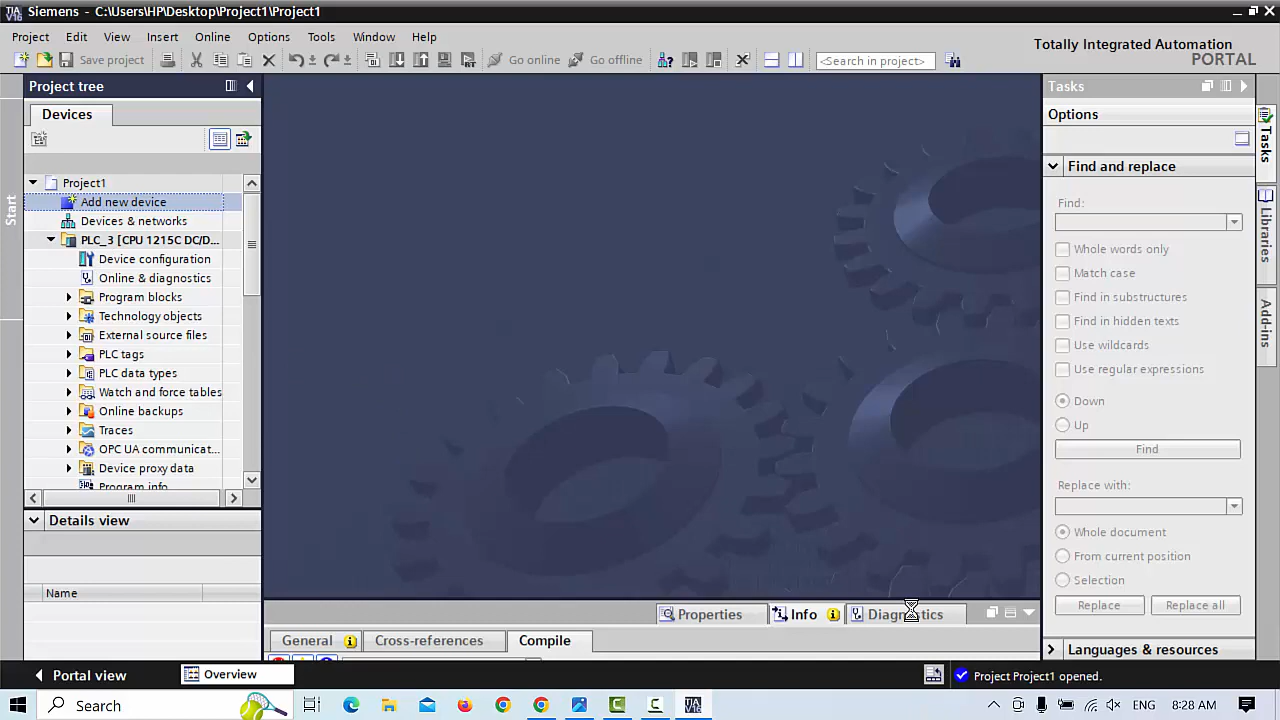 TIA
V16
Siemens - C:\Users\HP\Desktop\Project1\Project1
Project Edit View Insert Online Options Tools Window Help
Totally Integrated Automation
PORTAL
Save project
Go online
Go offline
<Search in project>
Project tree
Devices
Start
Project1
Add new device
Devices & networks
PLC_3 [CPU 1215C DC/D...
Device configuration
Online & diagnostics
Program blocks
Technology objects
External source files
PLC tags
PLC data types
Watch and force tables
Online backups
Traces
OPC UA communicat...
Device proxy data
Program info
Details view
Name
Properties
Info
Diagnostics
General
Cross-references
Compile
Tasks
Options
Find and replace
Find:
Whole words only
Match case
Find in substructures
Find in hidden texts
Use wildcards
Use regular expressions
Down
Up
Find
Replace with:
Whole document
From current position
Selection
Replace
Replace all
Languages & resources
Tasks
Libraries
Add-ins
Portal view
Overview
Project Project1 opened.
Search
ENG
8:28 AM